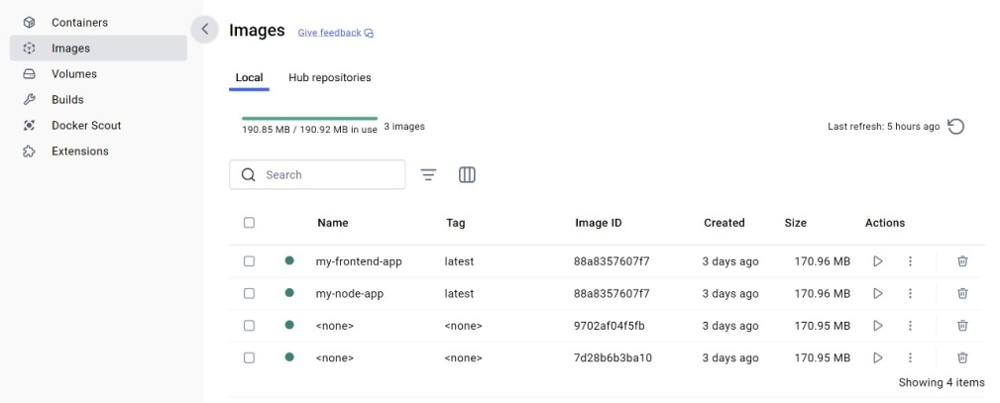 Containers
Images
Volumes
Builds
Docker Scout
Extensions
Images Give feedback
Local Hub repositories
190.85 MB / 190.92 MB in use 3 images Last refresh: 5 hours ago
Search
Name Tag Image ID Created Size Actions
my-frontend-app latest 88a8357607f7 3 days ago 170.96 MB
my-node-app latest 88a8357607f7 3 days ago 170.96 MB
<none> <none> 9702af04f5fb 3 days ago 170.95 MB
<none> <none> 7d28b6b3ba10 3 days ago 170.95 MB
Showing 4 items